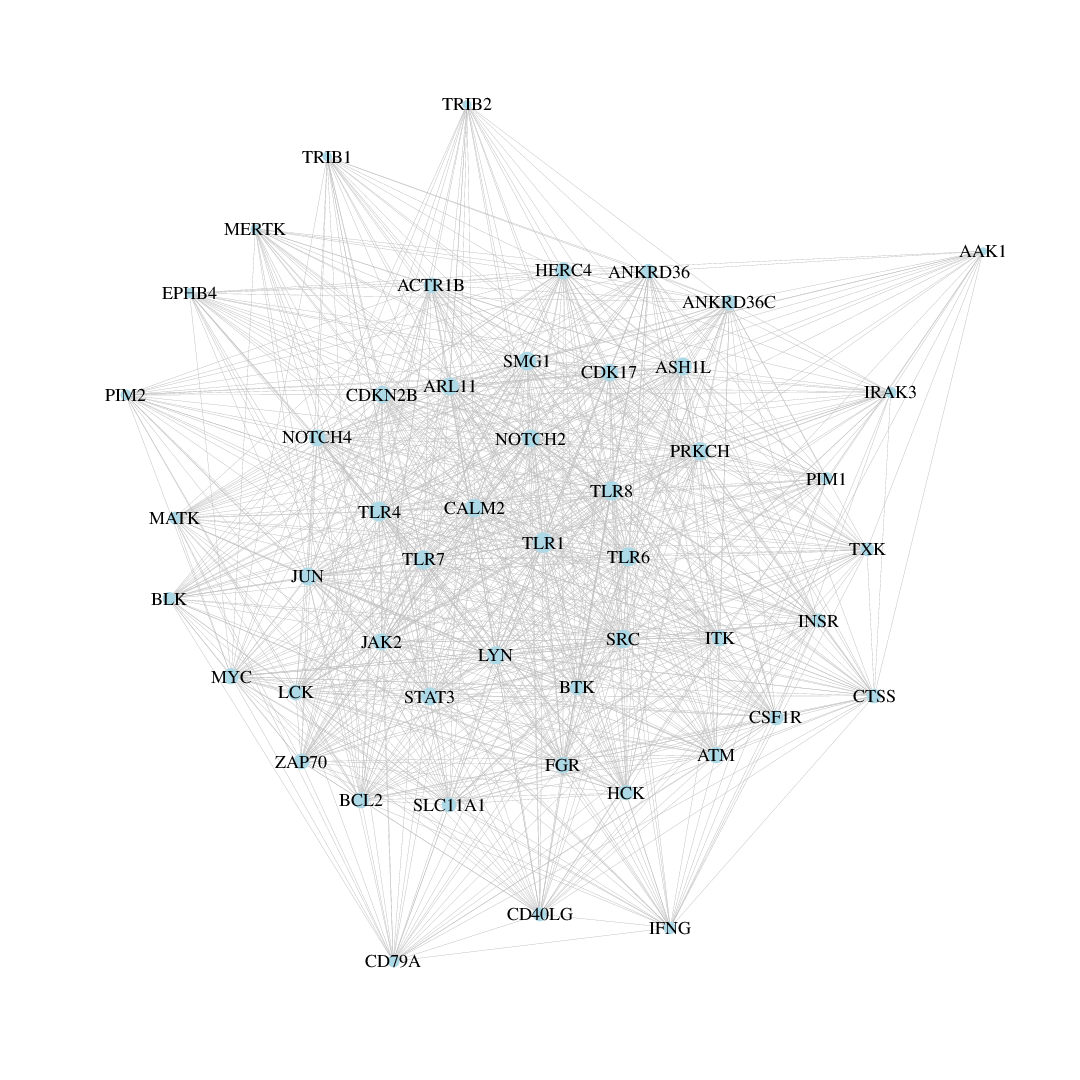 TRIB2
TRIB1
MERTK
AAK1
HERC4
ANKRD36
ACTR1B
EPHB4
ANKRD36C
SMG1
ASH1L
CDK17
ARL11
IRAK3
CDKN2B
PIM2
NOTCH4
NOTCH2
PRKCH
PIM1
TLR8
CALM2
TLR4
MATK
TLR1
TXK
TLR6
TLR7
JUN
BLK
INSR
ITK
SRC
JAK2
LYN
MYC
BTK
LCK
CTSS
STAT3
CSF1R
ATM
ZAP70
FGR
HCK
BCL2
SLC11A1
CD40LG
IFNG
CD79A